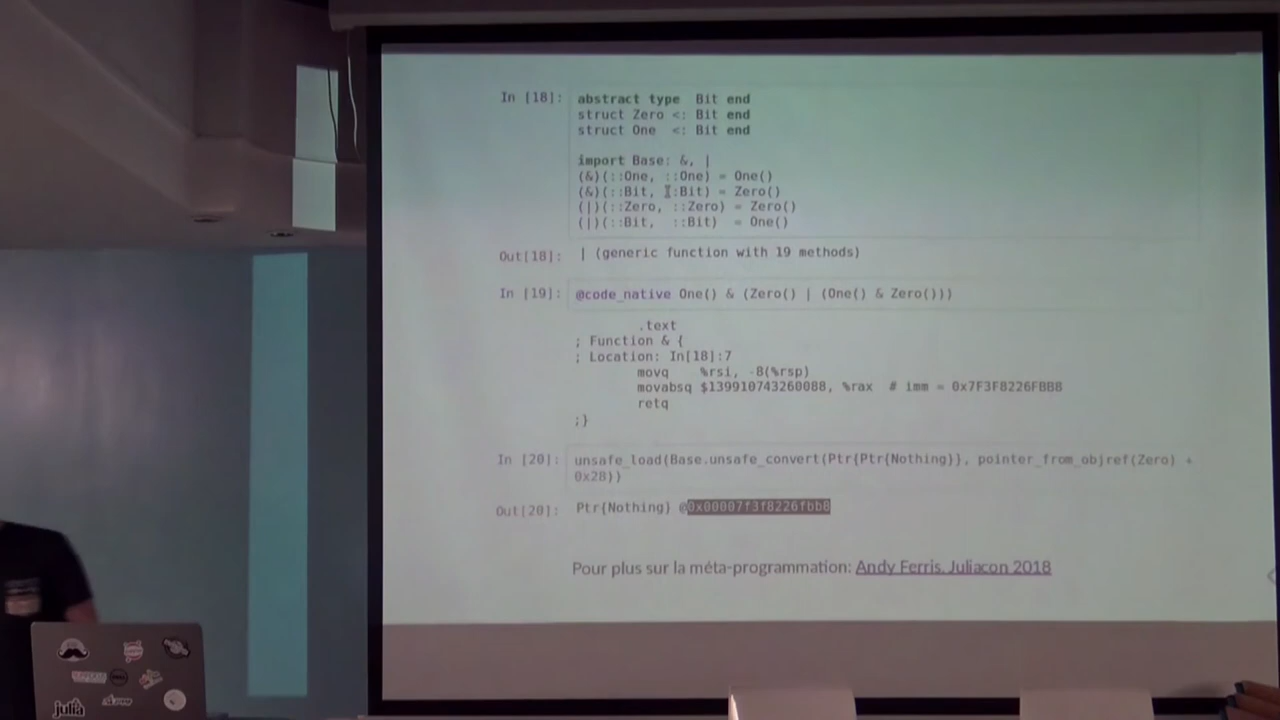 In [18]: abstract type Bit end
struct Zero <: Bit end
struct One <: Bit end
import Base: &, |
(&)(::One, ::One) = One()
(&)(::Bit, ::Bit) = Zero()
(|)(::Zero, ::Zero) = Zero()
(|)(::Bit, ::Bit) = One()
Out[18]: | (generic function with 19 methods)
In [19]: @code_native One() & (Zero() | (One() & Zero()))
.text
; Function & {
; Location: In[18]:7
movq %rsi, -8(%rsp)
movabsq $139910743260088, %rax # imm = 0x7F3F8226FBB8
retq
;}
In [20]: unsafe_load(Base.unsafe_convert(Ptr{Ptr{Nothing}}, pointer_from_objref(Zero) +
0x28))
Out[20]: Ptr{Nothing} @0x00007f3f8226fbb8
Pour plus sur la méta-programmation: Andy Ferris, Juliacon 2018
julia